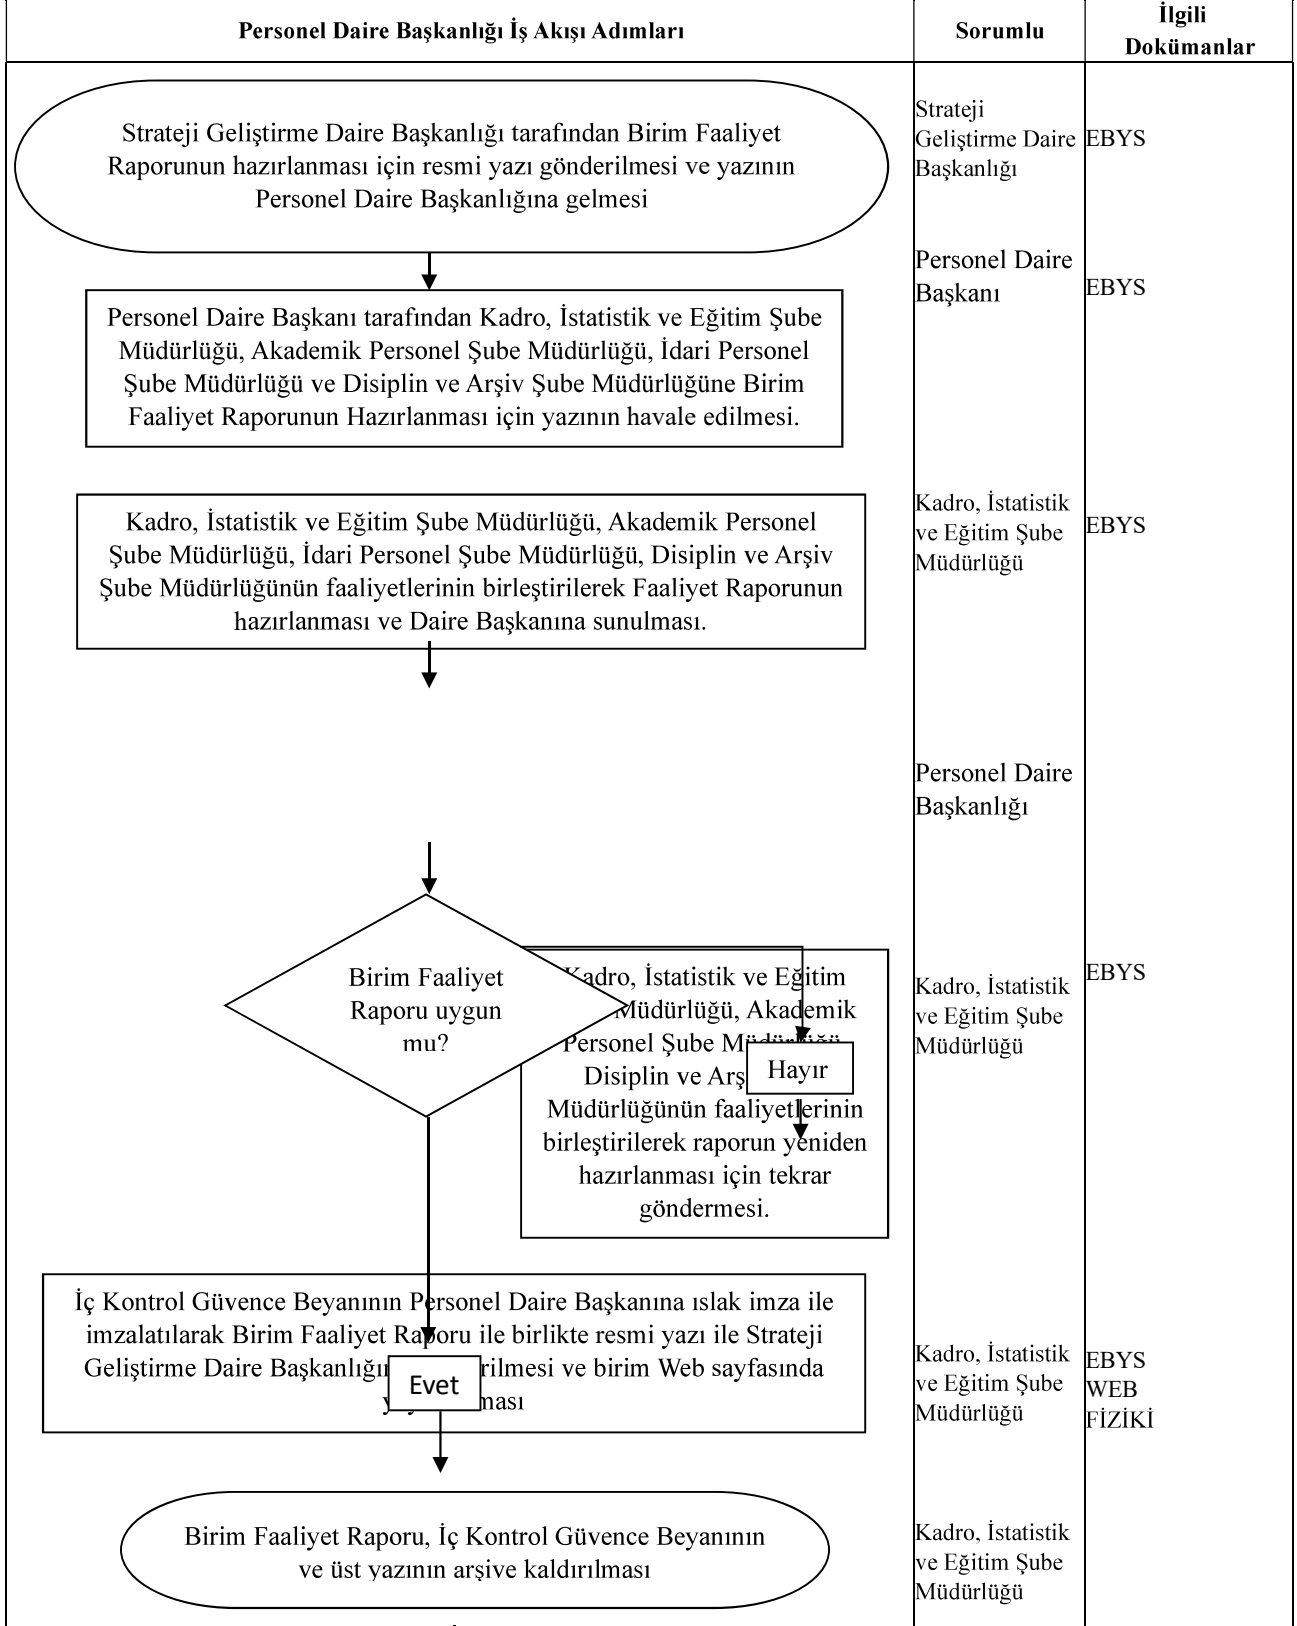 Personel Daire Başkanlığı İş Akışı Adımları
Sorumlu
İlgili
Dokümanlar
Strateji Geliştirme Daire Başkanlığı tarafından Birim Faaliyet
Raporunun hazırlanması için resmi yazı gönderilmesi ve yazının
Personel Daire Başkanlığına gelmesi
Strateji
Geliştirme Daire
Başkanlığı
EBYS
Personel Daire Başkanı tarafından Kadro, İstatistik ve Eğitim Şube
Müdürlüğü, Akademik Personel Şube Müdürlüğü, İdari Personel
Şube Müdürlüğü ve Disiplin ve Arşiv Şube Müdürlüğüne Birim
Faaliyet Raporunun Hazırlanması için yazının havale edilmesi.
Personel Daire
Başkanı
EBYS
Kadro, İstatistik ve Eğitim Şube Müdürlüğü, Akademik Personel
Şube Müdürlüğü, İdari Personel Şube Müdürlüğü, Disiplin ve Arşiv
Şube Müdürlüğünün faaliyetlerinin birleştirilerek Faaliyet Raporunun
hazırlanması ve Daire Başkanına sunulması.
Kadro, İstatistik
ve Eğitim Şube
Müdürlüğü
EBYS
Personel Daire
Başkanlığı
Birim Faaliyet
Raporu uygun
mu?
Kadro, İstatistik ve Eğitim
Müdürlüğü, Akademik
Personel Şube
Disiplin ve
Müdürlüğünün faaliyetlerinin
birleştirilerek raporun yeniden
hazırlanması için tekrar
göndermesi.
Hayır
Kadro, İstatistik
ve Eğitim Şube
Müdürlüğü
EBYS
İç Kontrol Güvence Beyanının Personel Daire Başkanına ıslak imza ile
imzalatılarak Birim Faaliyet Raporu ile birlikte resmi yazı ile Strateji
Geliştirme Daire ve birim Web sayfasında
Evet
Kadro, İstatistik
ve Eğitim Şube
Müdürlüğü
EBYS
WEB
FİZİKİ
Birim Faaliyet Raporu, İç Kontrol Güvence Beyanının
ve üst yazının arşive kaldırılması
Kadro, İstatistik
ve Eğitim Şube
Müdürlüğü